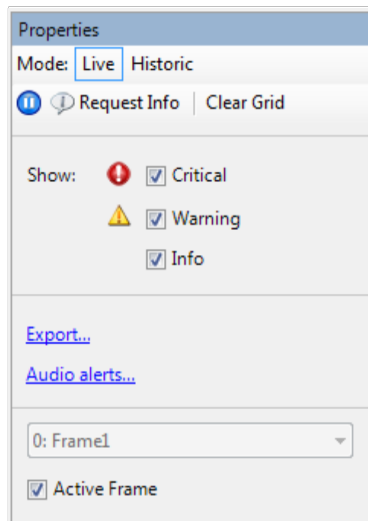 Properties
Mode: Live Historic
Request Info Clear Grid
Show: Critical
Warning
Info
Export...
Audio alerts...
0: Frame1
Active Frame